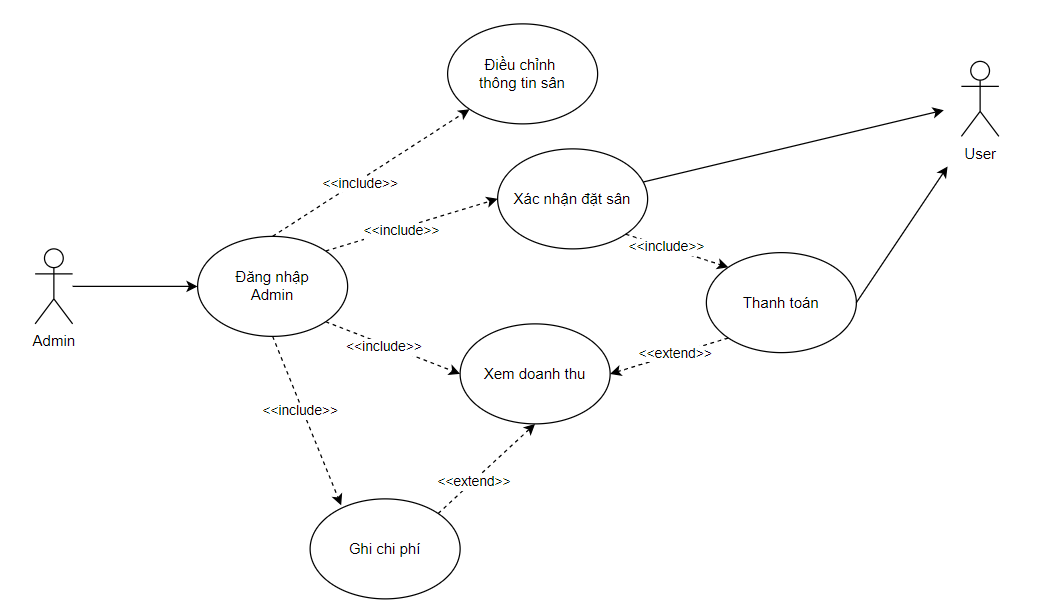 Điều chỉnh
thông tin sân
User
<<include>>
Xác nhận đặt sân
<<include>>
<<include>>
Đăng nhập
Admin
Thanh toán
Admin
<<include>>
<<extend>>
Xem doanh thu
<<include>>
<<extend>>
Ghi chi phí